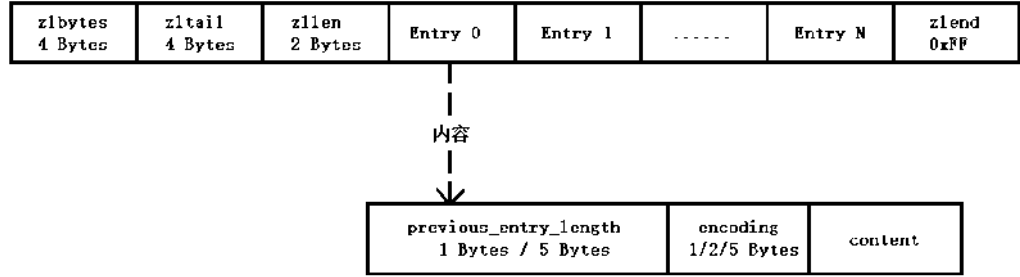 zlbytes
4 Bytes
zltail
4 Bytes
zllen
2 Bytes
Entry 0
Entry 1
......
Entry N
zlend
0xFF
内容
previous_entry_length
1 Bytes / 5 Bytes
encoding
1/2/5 Bytes
content